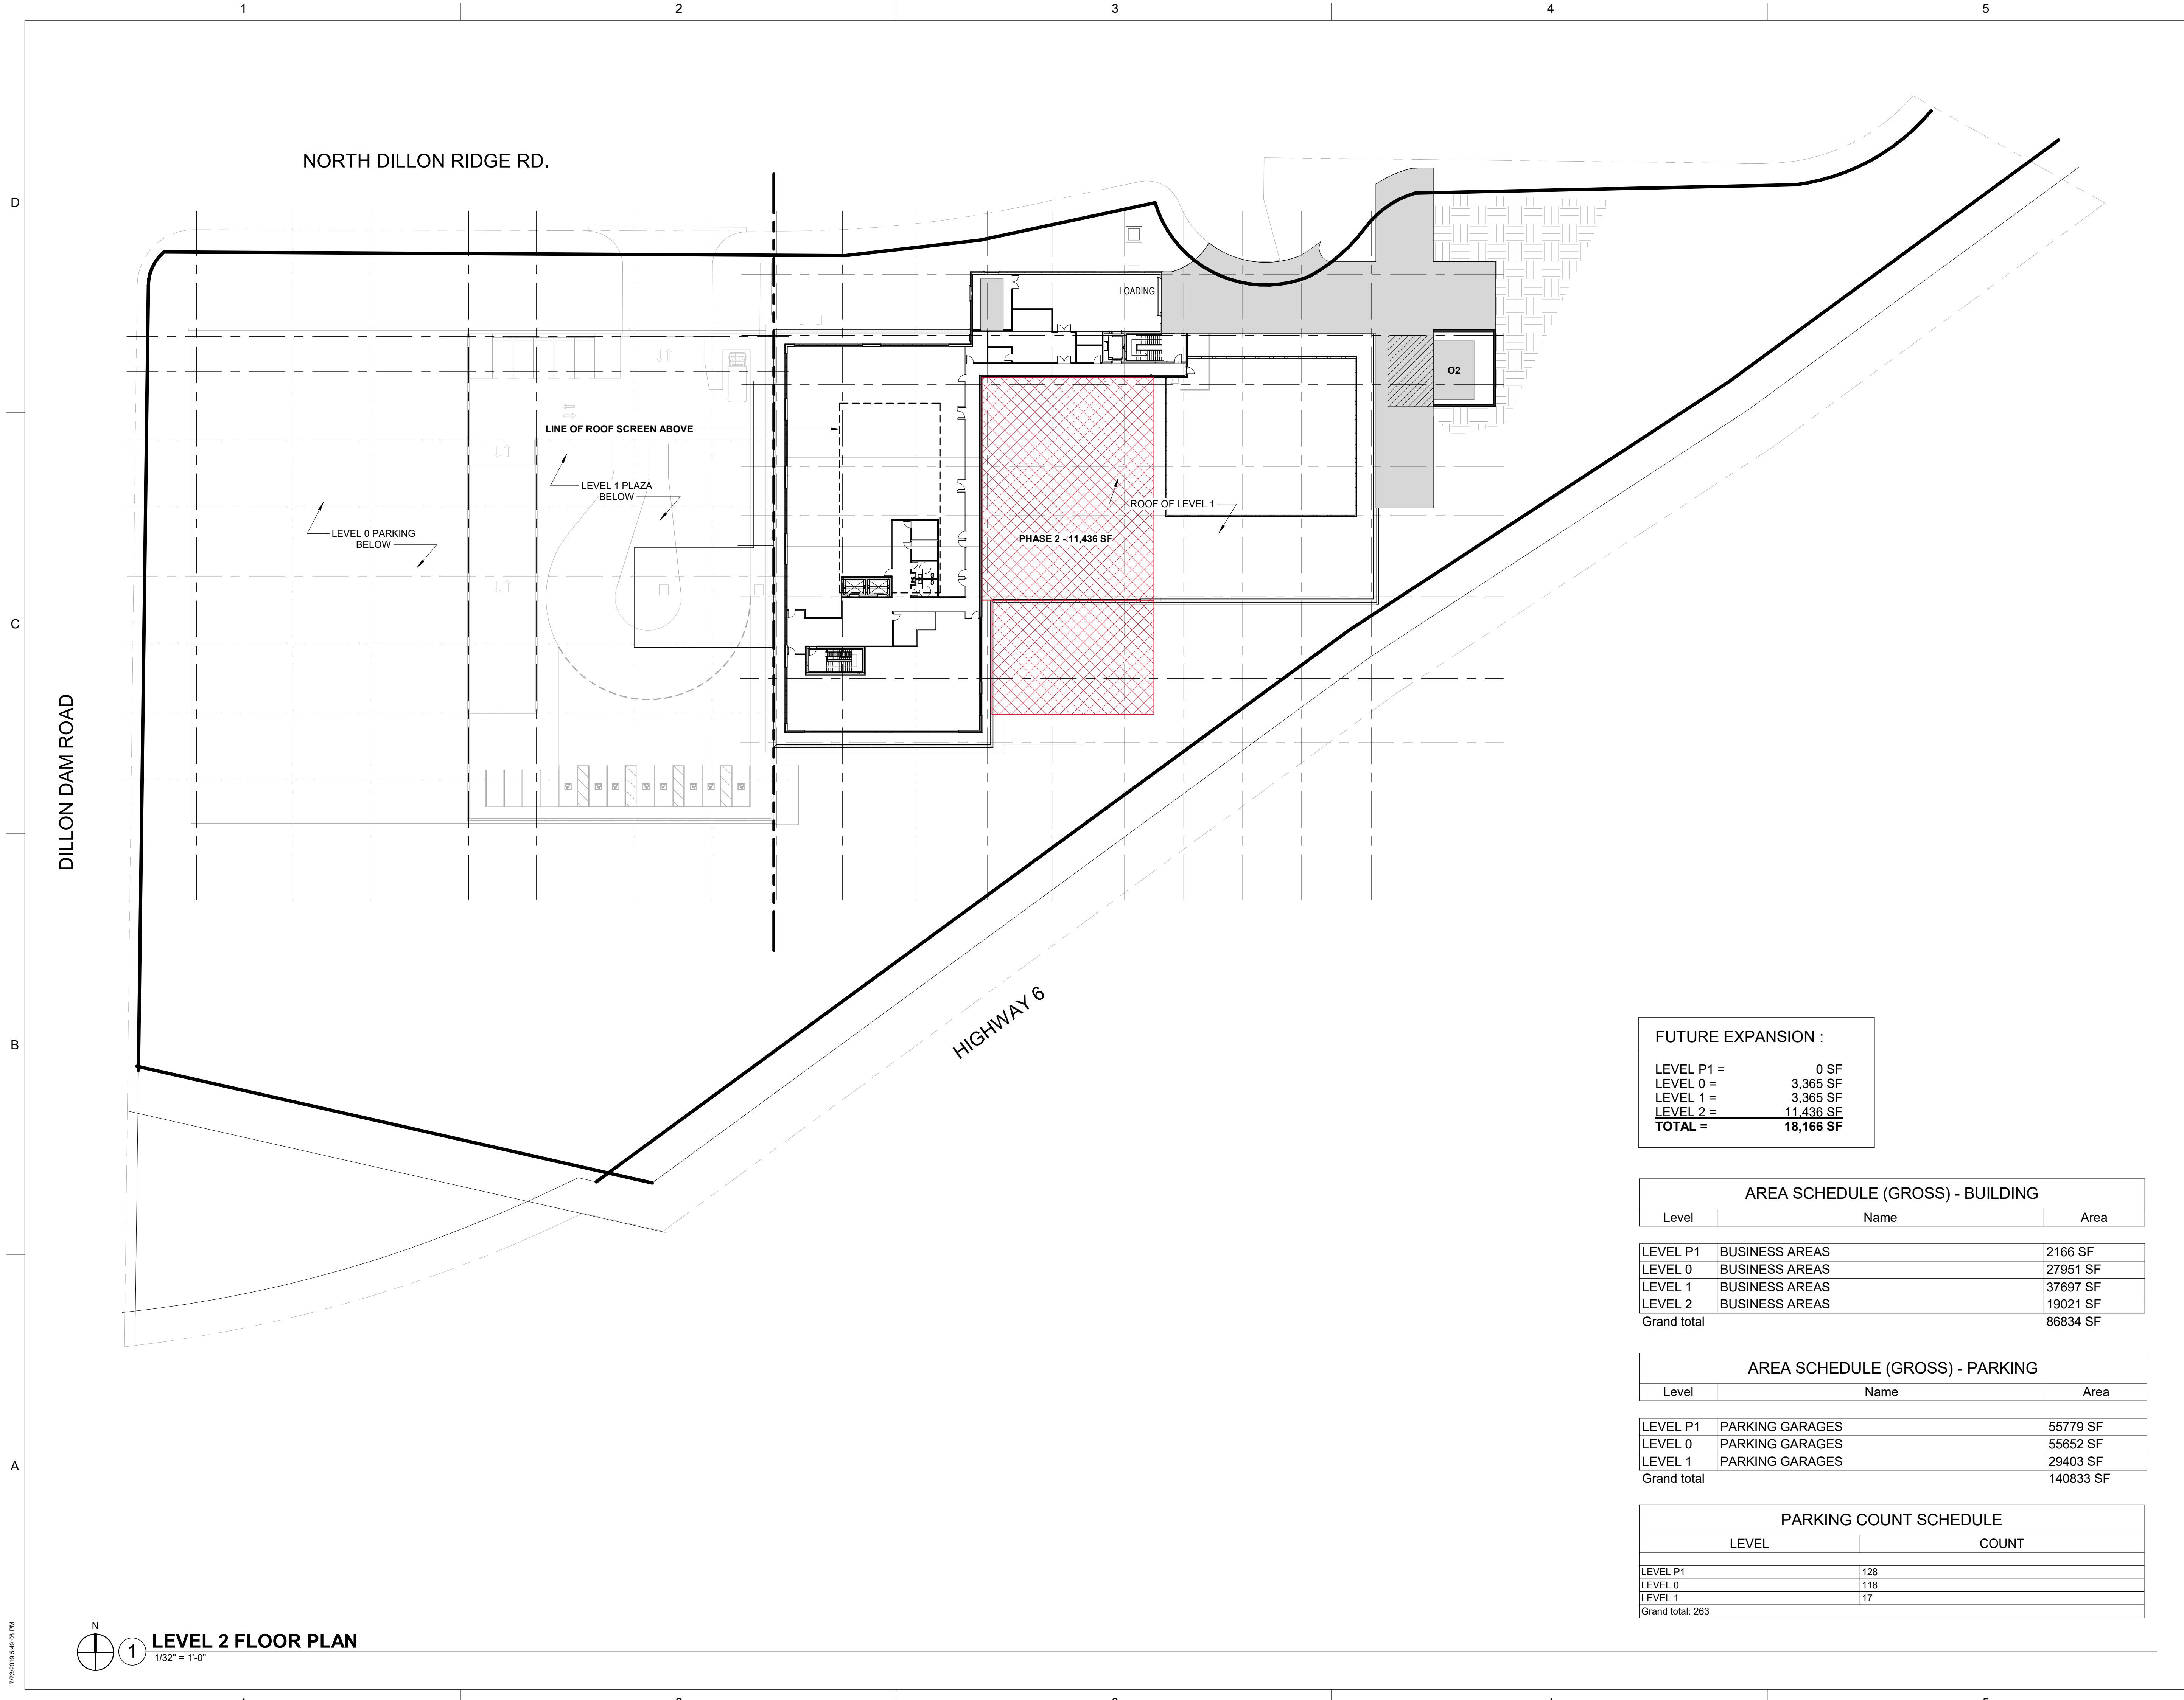 1 2 3 4 5
D
C
B
A
NORTH DILLON RIDGE RD.
DILLON DAM ROAD
HIGHWAY 6
LOADING
O2
LINE OF ROOF SCREEN ABOVE
LEVEL 1 PLAZA
BELOW
LEVEL 0 PARKING
BELOW
ROOF OF LEVEL 1
PHASE 2 - 11,436 SF
FUTURE EXPANSION :
LEVEL P1 = 0 SF
LEVEL 0 = 3,365 SF
LEVEL 1 = 3,365 SF
LEVEL 2 = 11,436 SF
TOTAL = 18,166 SF
AREA SCHEDULE (GROSS) - BUILDING
Level Name Area
LEVEL P1 BUSINESS AREAS 2166 SF
LEVEL 0 BUSINESS AREAS 27951 SF
LEVEL 1 BUSINESS AREAS 37697 SF
LEVEL 2 BUSINESS AREAS 19021 SF
Grand total 86834 SF
AREA SCHEDULE (GROSS) - PARKING
Level Name Area
LEVEL P1 PARKING GARAGES 55779 SF
LEVEL 0 PARKING GARAGES 55652 SF
LEVEL 1 PARKING GARAGES 29403 SF
Grand total 140833 SF
PARKING COUNT SCHEDULE
LEVEL COUNT
LEVEL P1 128
LEVEL 0 118
LEVEL 1 17
Grand total: 263
N
1 LEVEL 2 FLOOR PLAN
1/32" = 1'-0"
7/23/2019 5:49:06 PM